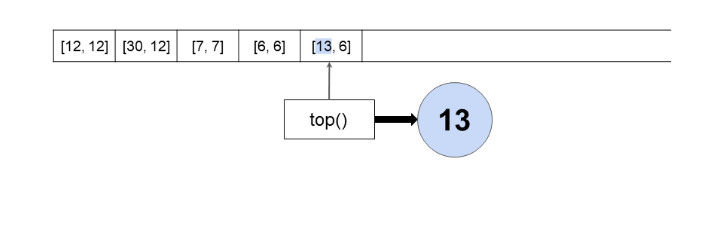 [12, 12] [30, 12] [7, 7] [6, 6] [13, 6]
top() 13